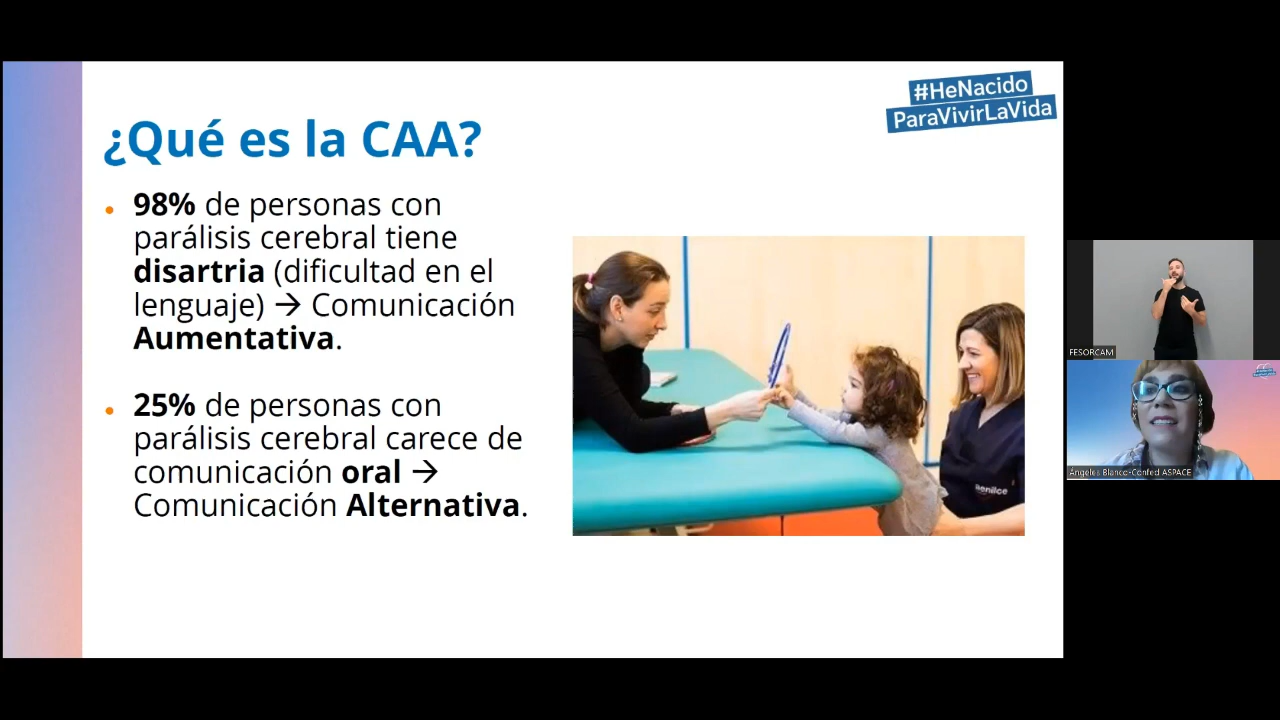 #HeNacido
ParaVivirLaVida
¿Qué es la CAA?
• 98% de personas con
parálisis cerebral tiene
disartria (dificultad en el
lenguaje) → Comunicación
Aumentativa.
• 25% de personas con
parálisis cerebral carece de
comunicación oral →
Comunicación Alternativa.
FESORCAM
Ángeles Blanco-Confed ASPACE